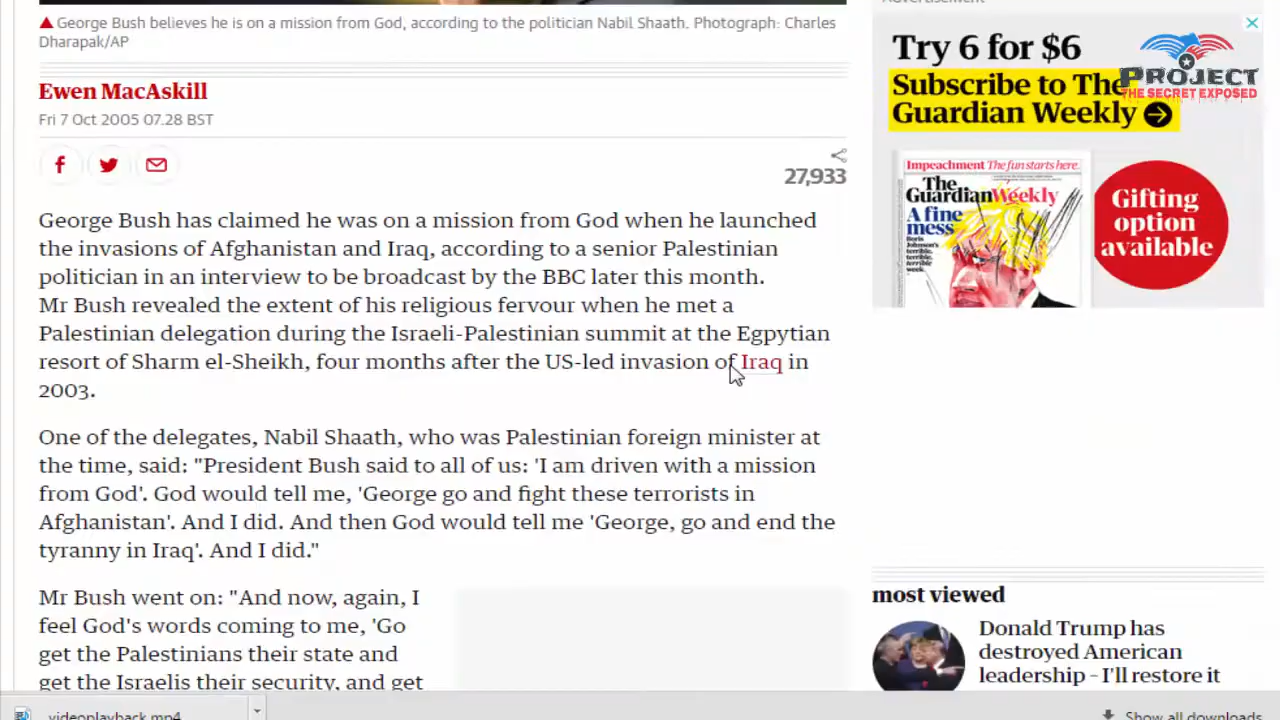 Advertisement
George Bush believes he is on a mission from God, according to the politician Nabil Shaath. Photograph: Charles
Dharapak/AP
Ewen MacAskill
Fri 7 Oct 2005 07.28 BST
27,933
George Bush has claimed he was on a mission from God when he launched
the invasions of Afghanistan and Iraq, according to a senior Palestinian
politician in an interview to be broadcast by the BBC later this month.
Mr Bush revealed the extent of his religious fervour when he met a
Palestinian delegation during the Israeli-Palestinian summit at the Egpytian
resort of Sharm el-Sheikh, four months after the US-led invasion of Iraq in
2003.
One of the delegates, Nabil Shaath, who was Palestinian foreign minister at
the time, said: "President Bush said to all of us: 'I am driven with a mission
from God'. God would tell me, 'George go and fight these terrorists in
Afghanistan'. And I did. And then God would tell me 'George, go and end the
tyranny in Iraq'. And I did."
Mr Bush went on: "And now, again, I
feel God's words coming to me, 'Go
get the Palestinians their state and
get the Israelis their security, and get
Try 6 for $6
Subscribe to The
Guardian Weekly
PROJECT
THE SECRET EXPOSED
Impeachment The fun starts here.
The
Guardian Weekly
A fine
mess
Boris
Johnson's
terrible,
terrible,
terrible
week.
Gifting
option
available
most viewed
Donald Trump has
destroyed American
leadership – I'll restore it
videoplayback.mp4
Show all downloads